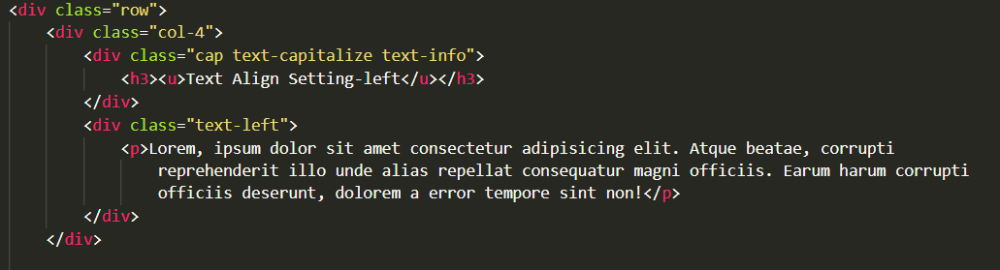 <div class="row">
<div class="col-4">
<div class="cap text-capitalize text-info">
<h3><u>Text Align Setting-left</u></h3>
</div>
<div class="text-left">
<p>Lorem, ipsum dolor sit amet consectetur adipisicing elit. Atque beatae, corrupti
reprehenderit illo unde alias repellat consequatur magni officiis. Earum harum corrupti
officiis deserunt, dolorem a error tempore sint non!</p>
</div>
</div>